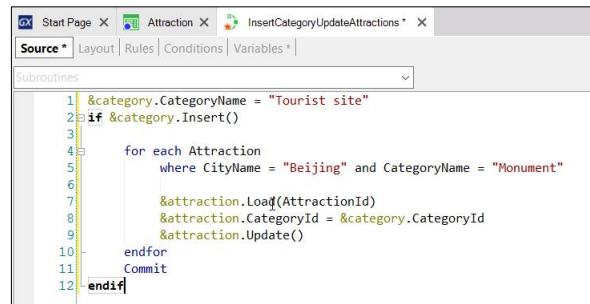 GX Start Page X Attraction X InsertCategoryUpdateAttractions * X
Source * Layout Rules Conditions Variables *
Subroutines
1 &category.CategoryName = "Tourist site"
2 if &category.Insert()
3
4 for each Attraction
5 where CityName = "Beijing" and CategoryName = "Monument"
6
7 &attraction.Load(AttractionId)
8 &attraction.CategoryId = &category.CategoryId
9 &attraction.Update()
10 endfor
11 Commit
12 endif